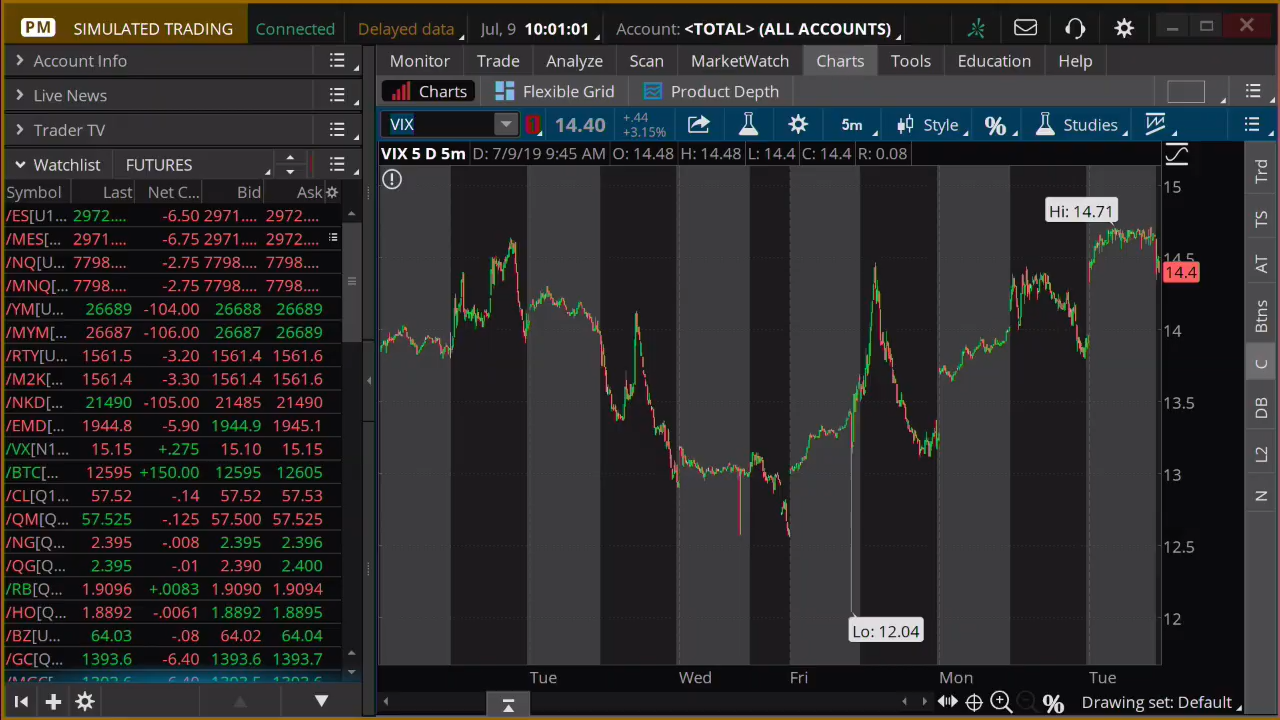 PM SIMULATED TRADING Connected Delayed data Jul, 9 10:01:01 Account: <TOTAL> (ALL ACCOUNTS)
Account Info
Live News
Trader TV
Watchlist FUTURES
Symbol Last Net C... Bid Ask
/ES[U1... 2972.... -6.50 2971.... 2972....
/MES[... 2971.... -6.75 2971.... 2972....
/NQ[U... 7798.... -2.75 7798.... 7798....
/MNQ[... 7798.... -2.75 7798.... 7798....
/YM[U... 26689 -104.00 26688 26689
/MYM[... 26687 -106.00 26687 26688
/RTY[U... 1561.5 -3.20 1561.4 1561.6
/M2K[... 1561.4 -3.30 1561.4 1561.6
/NKD[... 21490 -105.00 21485 21490
/EMD[... 1944.8 -5.90 1944.9 1945.1
/VX[N1... 15.15 +.275 15.10 15.15
/BTC[... 12595 +150.00 12595 12605
/CL[Q1... 57.52 -.14 57.52 57.53
/QM[Q... 57.525 -.125 57.500 57.525
/NG[Q... 2.395 -.008 2.395 2.396
/QG[Q... 2.395 -.01 2.390 2.400
/RB[Q... 1.9096 +.0083 1.9090 1.9094
/HO[Q... 1.8892 -.0061 1.8892 1.8895
/BZ[U... 64.03 -.08 64.02 64.04
/GC[Q... 1393.6 -6.40 1393.6 1393.7
Monitor Trade Analyze Scan MarketWatch Charts Tools Education Help
Charts Flexible Grid Product Depth
VIX 14.40 +.44 +3.15% 5m Style Studies
VIX 5 D 5m D: 7/9/19 9:45 AM O: 14.48 H: 14.48 L: 14.4 C: 14.4 R: 0.08
Hi: 14.71
Lo: 12.04
15
14.5
14.4
14
13.5
13
12.5
12
Tue Wed Fri Mon Tue
Drawing set: Default
Trd
TS
AT
Btns
C
DB
L2
N